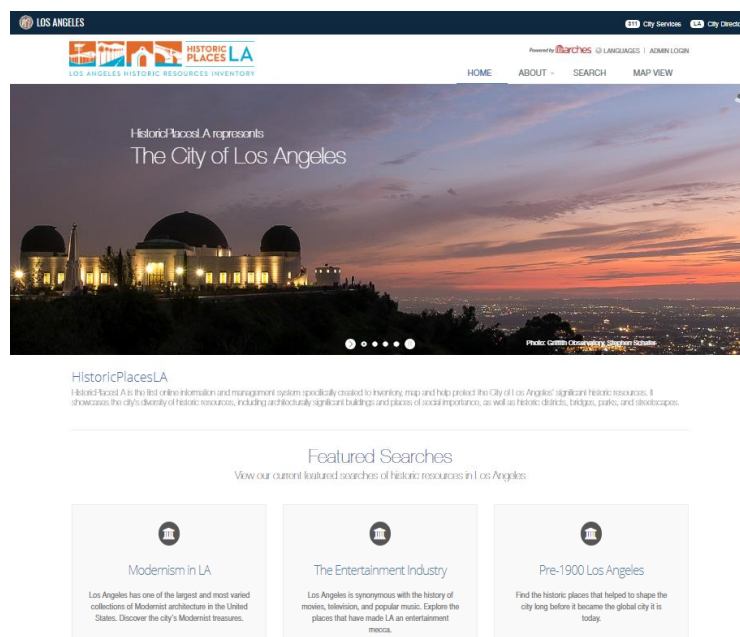 LOS ANGELES
311 City Services
LA City Directo
HISTORIC
PLACES LA
LOS ANGELES HISTORIC RESOURCES INVENTORY
Powered by arches LANGUAGES | ADMIN LOGIN
HOME ABOUT SEARCH MAP VIEW
HistoricPlacesLA represents
The City of Los Angeles
Photo: Griffith Observatory, Stephen Schafer
HistoricPlacesLA
HistoricPlacesLA is the first online information and management system specifically created to inventory, map and help protect the City of Los Angeles' significant historic resources. It
showcases the city's diversity of historic resources, including architecturally significant buildings and places of social importance, as well as historic districts, bridges, parks, and streetscapes.
Featured Searches
View our current featured searches of historic resources in Los Angeles
Modernism in LA
Los Angeles has one of the largest and most varied
collections of Modernist architecture in the United
States. Discover the city's Modernist treasures.
The Entertainment Industry
Los Angeles is synonymous with the history of
movies, television, and popular music. Explore the
places that have made LA an entertainment
mecca.
Pre-1900 Los Angeles
Find the historic places that helped to shape the
city long before it became the global city it is
today.